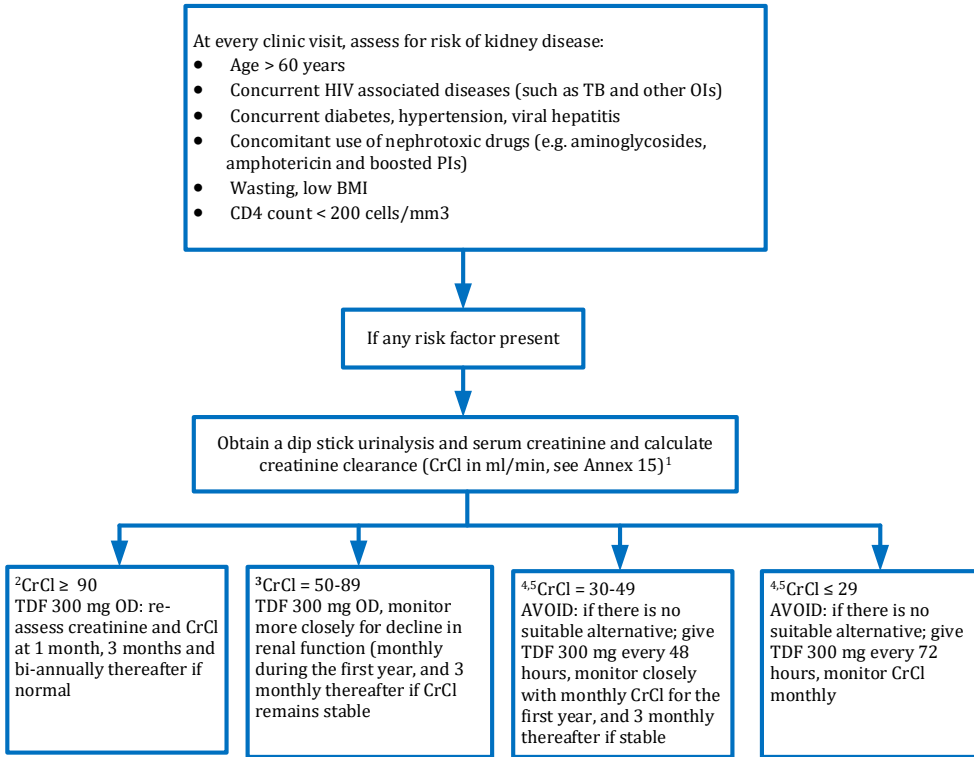 At every clinic visit, assess for risk of kidney disease:
• Age > 60 years
• Concurrent HIV associated diseases (such as TB and other OIs)
• Concurrent diabetes, hypertension, viral hepatitis
• Concomitant use of nephrotoxic drugs (e.g. aminoglycosides,
amphotericin and boosted PIs)
• Wasting, low BMI
• CD4 count < 200 cells/mm3
If any risk factor present
Obtain a dip stick urinalysis and serum creatinine and calculate
creatinine clearance (CrCl in ml/min, see Annex 15)¹
²CrCl ≥ 90
TDF 300 mg OD: re-
assess creatinine and CrCl
at 1 month, 3 months and
bi-annually thereafter if
normal
³CrCl = 50-89
TDF 300 mg OD, monitor
more closely for decline in
renal function (monthly
during the first year, and 3
monthly thereafter if CrCl
remains stable
⁴,⁵CrCl = 30-49
AVOID: if there is no
suitable alternative; give
TDF 300 mg every 48
hours, monitor closely
with monthly CrCl for the
first year, and 3 monthly
thereafter if stable
⁴,⁵CrCl ≤ 29
AVOID: if there is no
suitable alternative; give
TDF 300 mg every 72
hours, monitor CrCl
monthly